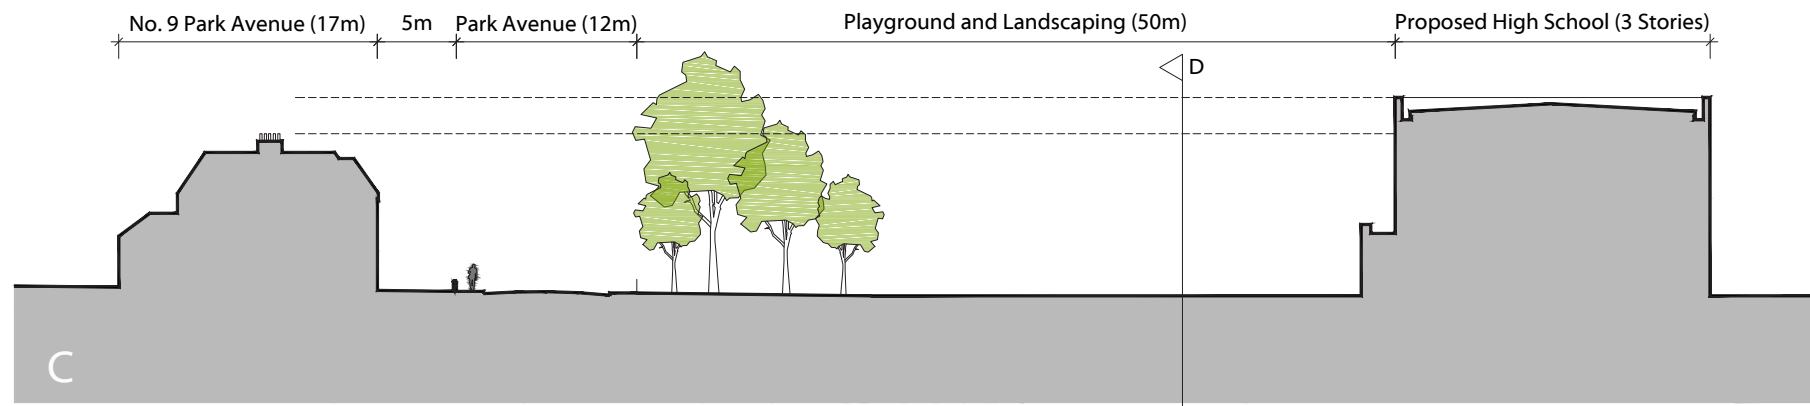 No. 9 Park Avenue (17m)
5m
Park Avenue (12m)
Playground and Landscaping (50m)
Proposed High School (3 Stories)
D
C